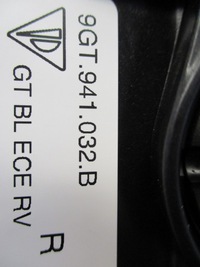 9GT.941.032.B
GT BL ECE RV
R